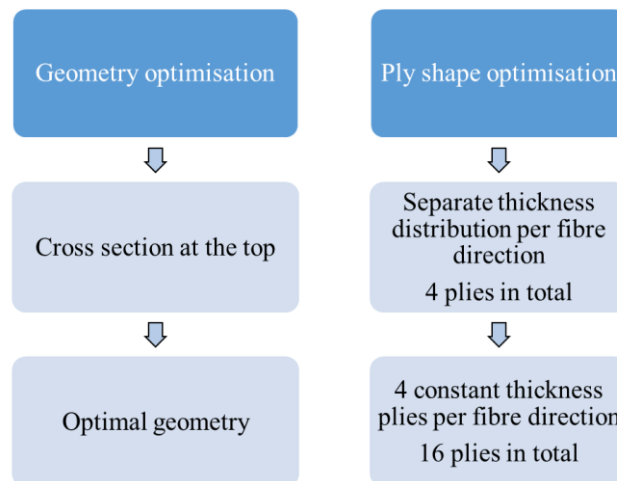 Geometry optimisation
Cross section at the top
Optimal geometry
Ply shape optimisation
Separate thickness
distribution per fibre
direction
4 plies in total
4 constant thickness
plies per fibre direction
16 plies in total